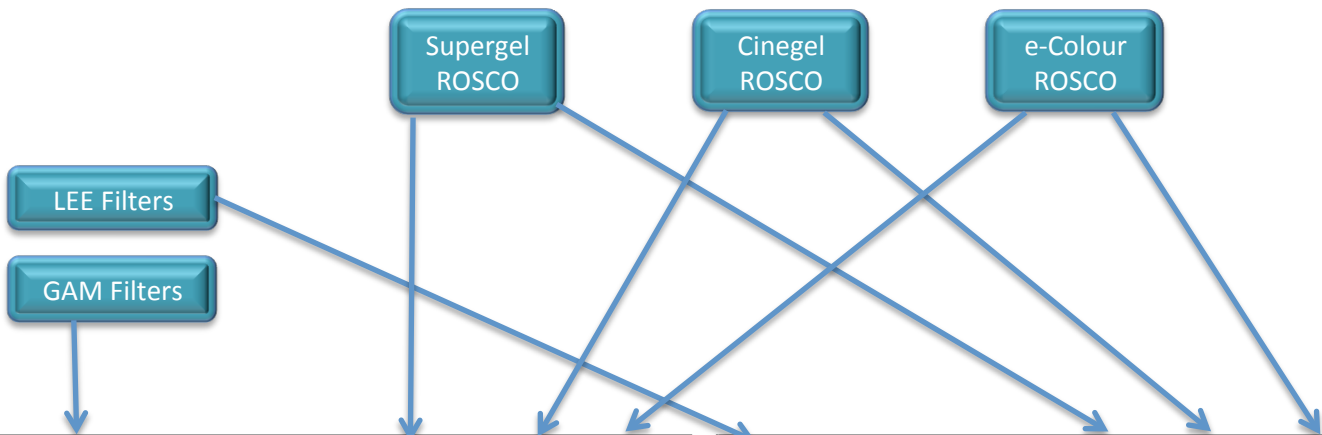 Supergel
ROSCO
Cinegel
ROSCO
e-Colour
ROSCO
LEE Filters
GAM Filters